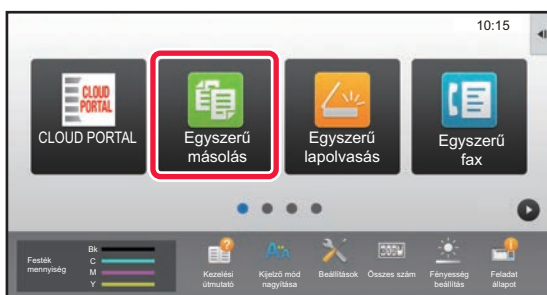 10:15
CLOUD
PORTAL
CLOUD PORTAL
Egyszerű
másolás
Egyszerű
lapolvasás
Egyszerű
fax
Festék
mennyiség
Bk
C
M
Y
Kezelési
útmutató
Kijelző mód
nagyítása
Beállítások
Összes szám
Fényesség
beállítás
Feladat
állapot